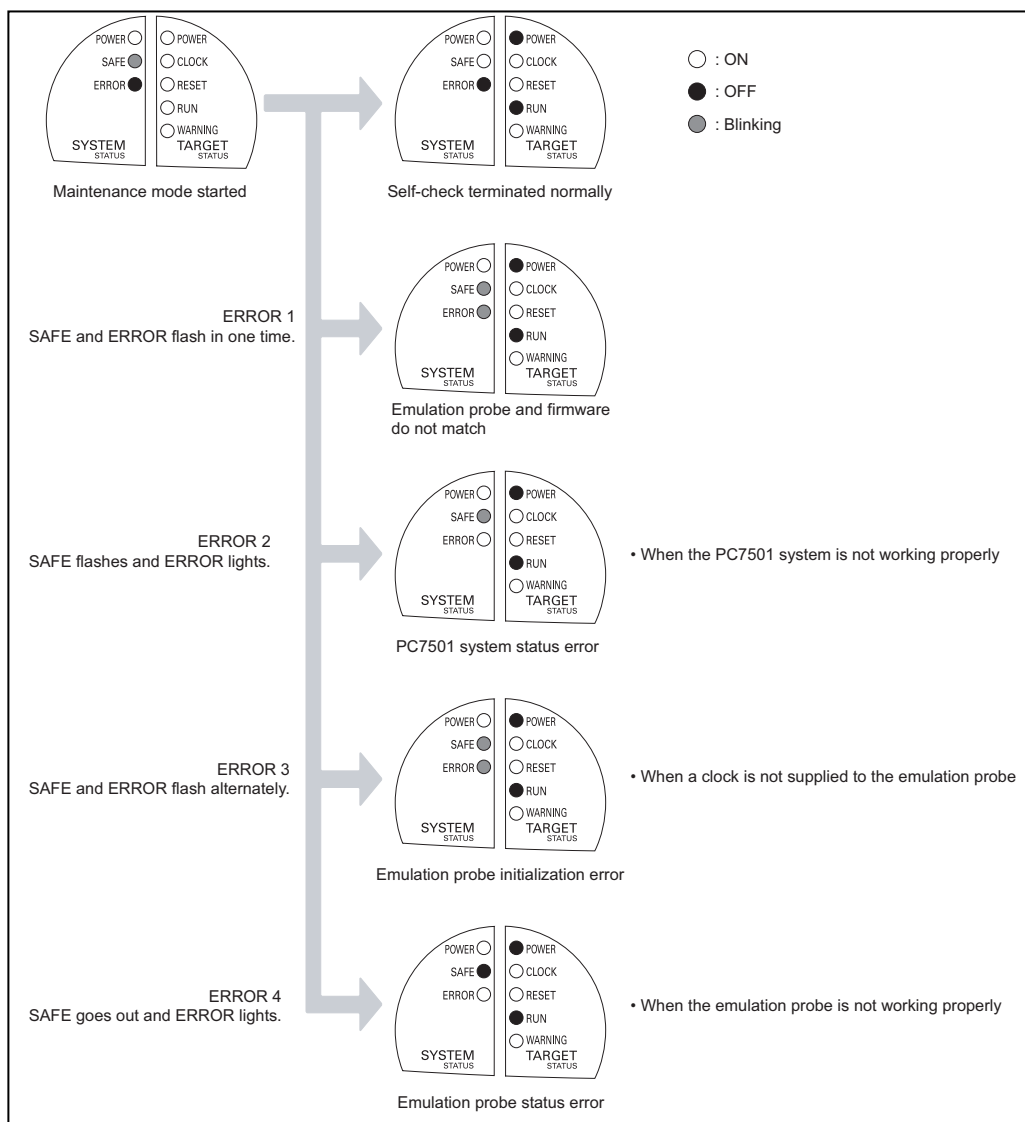 POWER
SAFE
ERROR
SYSTEM
STATUS
POWER
CLOCK
RESET
RUN
WARNING
TARGET
STATUS
Maintenance mode started
POWER
SAFE
ERROR
SYSTEM
STATUS
POWER
CLOCK
RESET
RUN
WARNING
TARGET
STATUS
Self-check terminated normally
: ON
: OFF
: Blinking
ERROR 1
SAFE and ERROR flash in one time.
POWER
SAFE
ERROR
SYSTEM
STATUS
POWER
CLOCK
RESET
RUN
WARNING
TARGET
STATUS
Emulation probe and firmware
do not match
ERROR 2
SAFE flashes and ERROR lights.
POWER
SAFE
ERROR
SYSTEM
STATUS
POWER
CLOCK
RESET
RUN
WARNING
TARGET
STATUS
PC7501 system status error
• When the PC7501 system is not working properly
ERROR 3
SAFE and ERROR flash alternately.
POWER
SAFE
ERROR
SYSTEM
STATUS
POWER
CLOCK
RESET
RUN
WARNING
TARGET
STATUS
Emulation probe initialization error
• When a clock is not supplied to the emulation probe
ERROR 4
SAFE goes out and ERROR lights.
POWER
SAFE
ERROR
SYSTEM
STATUS
POWER
CLOCK
RESET
RUN
WARNING
TARGET
STATUS
Emulation probe status error
• When the emulation probe is not working properly